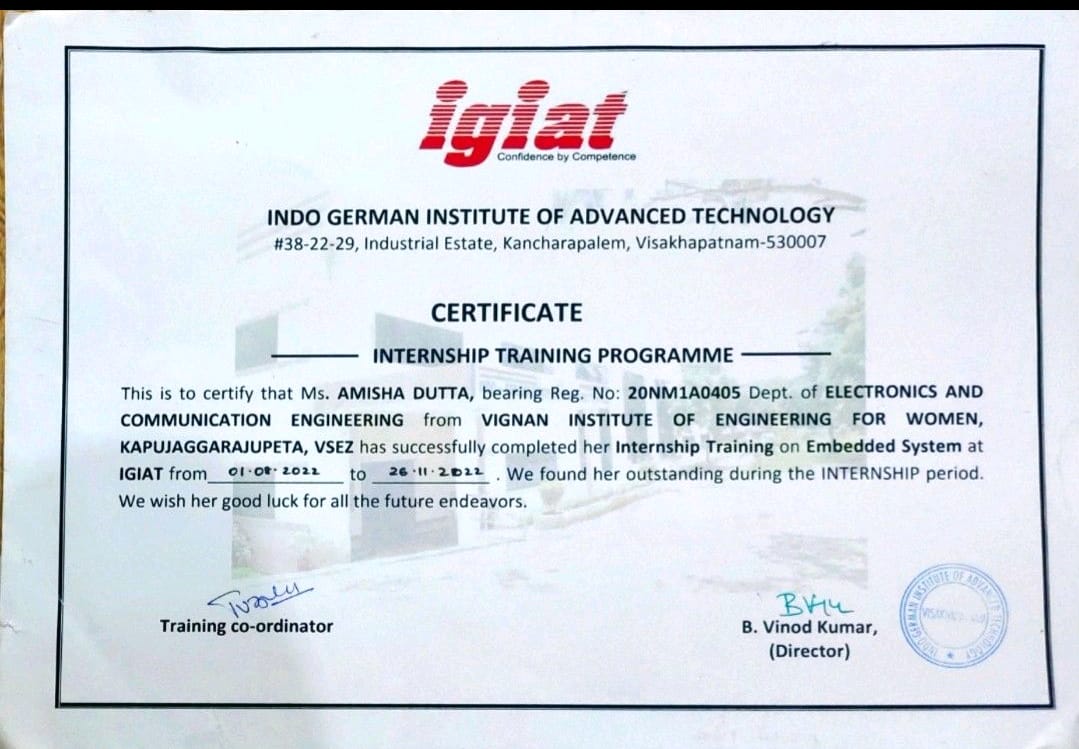 igiat
Confidence by Competence
INDO GERMAN INSTITUTE OF ADVANCED TECHNOLOGY
#38-22-29, Industrial Estate, Kancharapalem, Visakhapatnam-530007
CERTIFICATE
INTERNSHIP TRAINING PROGRAMME
This is to certify that Ms. AMISHA DUTTA, bearing Reg. No: 20NM1A0405 Dept. of ELECTRONICS AND
COMMUNICATION ENGINEERING from VIGNAN INSTITUTE OF ENGINEERING FOR WOMEN,
KAPUJAGGARAJUPETA, VSEZ has successfully completed her Internship Training on Embedded System at
IGIAT from 01·08·2022 to 26·11·2022 . We found her outstanding during the INTERNSHIP period.
We wish her good luck for all the future endeavors.
Training co-ordinator
B. Vinod Kumar,
(Director)
INDO GERMAN INSTITUTE OF ADVANCED TECHNOLOGY